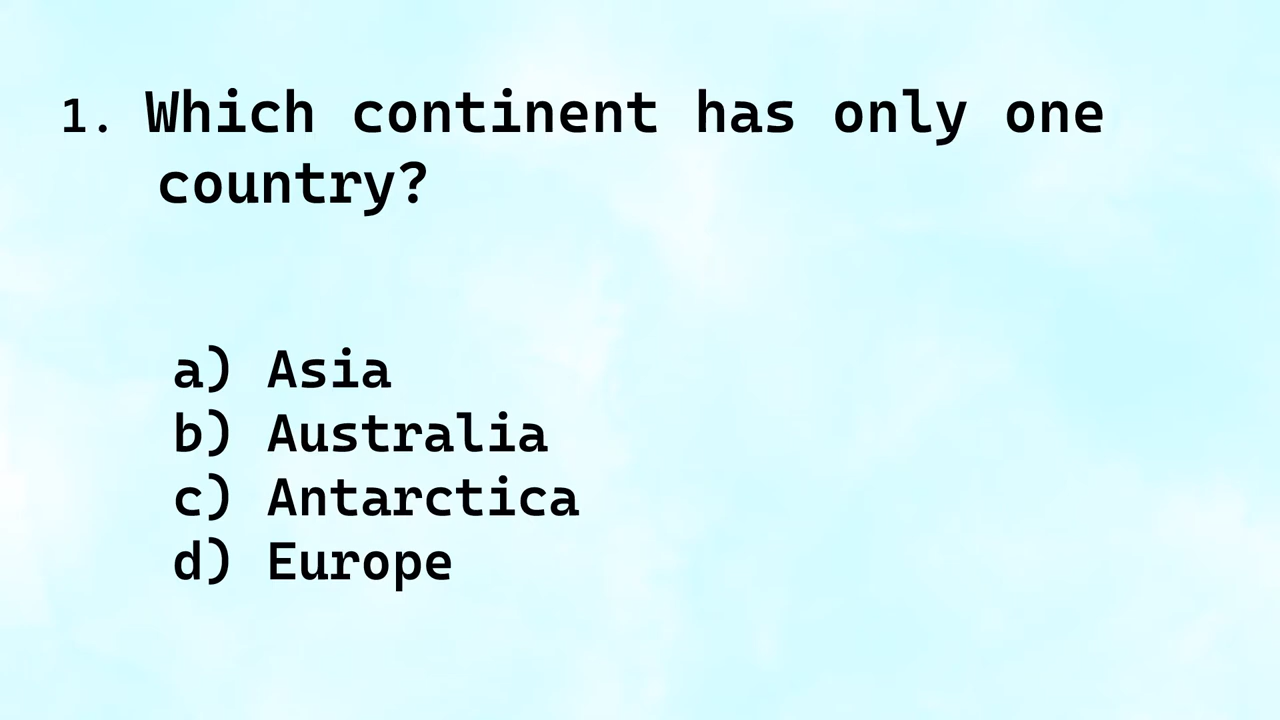 1. Which continent has only one
country?
a) Asia
b) Australia
c) Antarctica
d) Europe